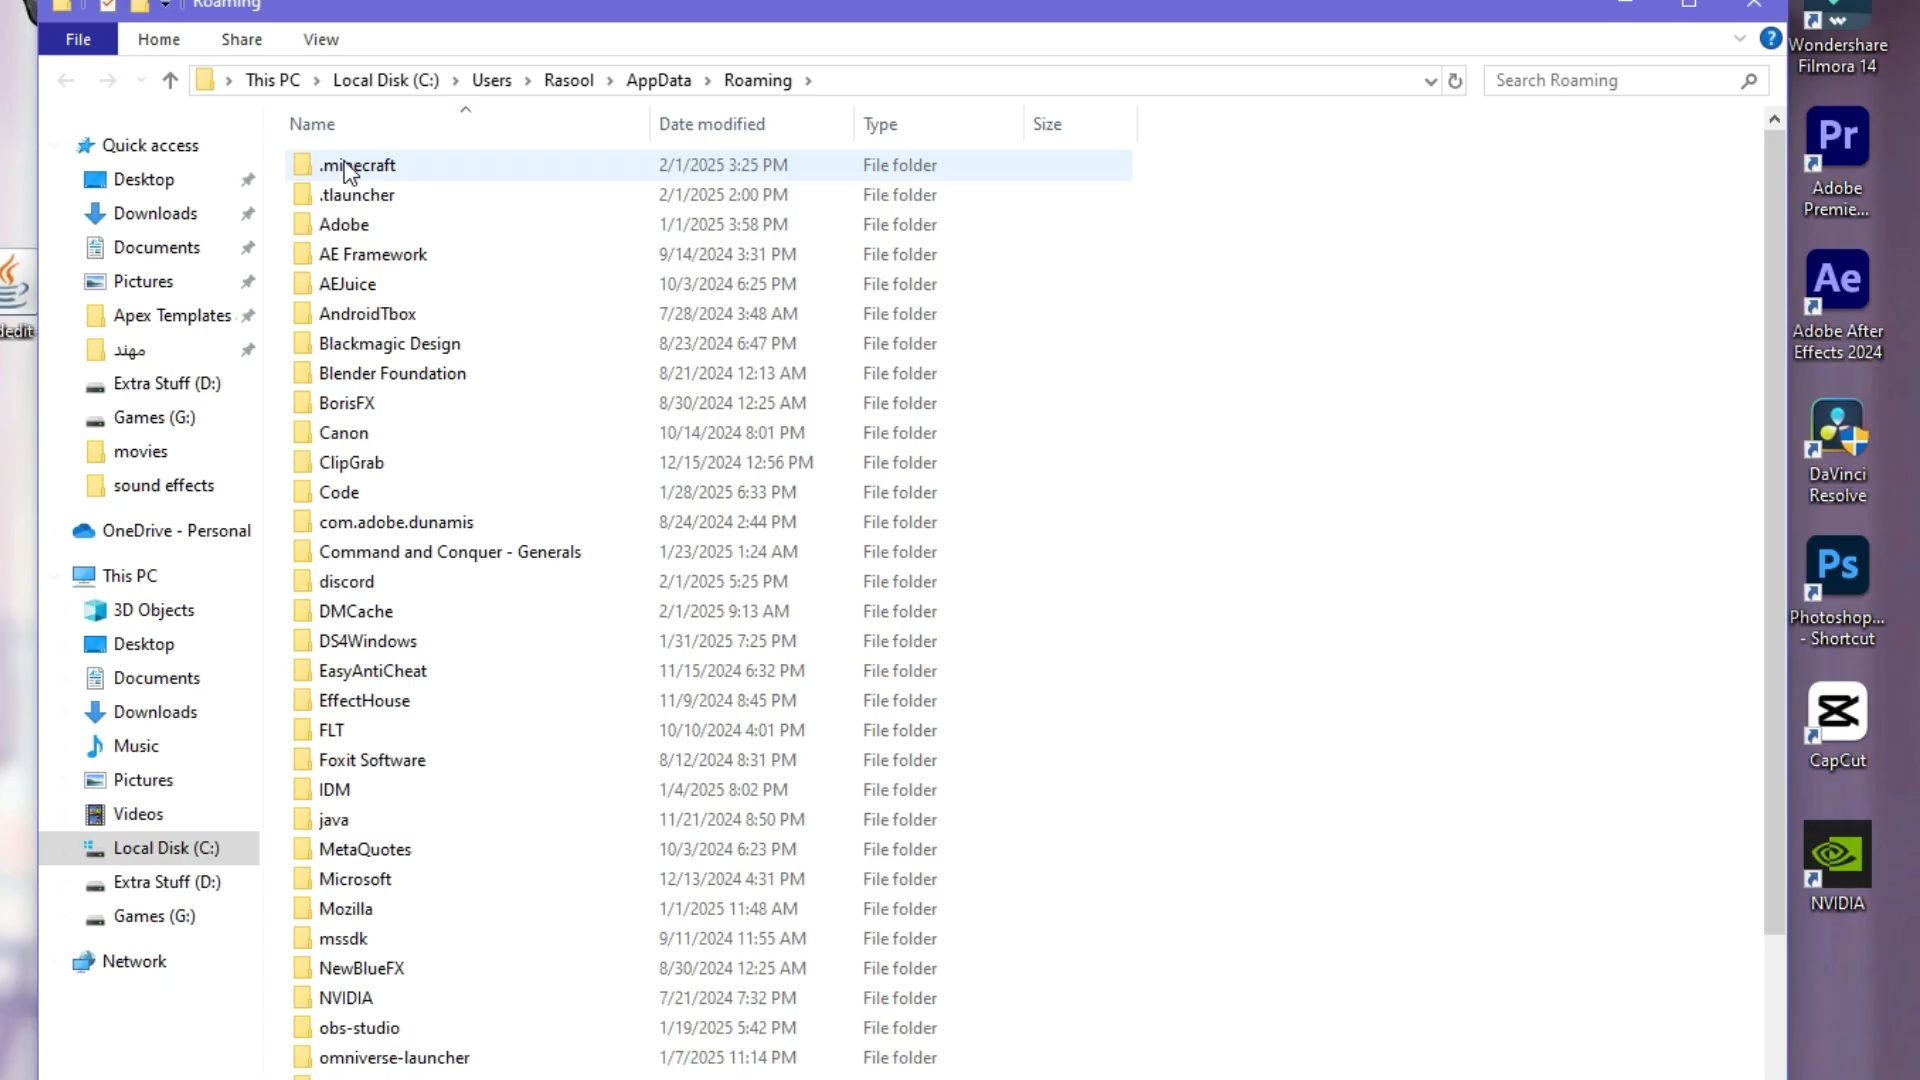 Roaming
File
Home
Share
View
This PC
Local Disk (C:)
Users
Rasool
AppData
Roaming
Search Roaming
Name
Date modified
Type
Size
Quick access
Desktop
Downloads
Documents
Pictures
Apex Templates
مهند
Extra Stuff (D:)
Games (G:)
movies
sound effects
OneDrive - Personal
This PC
3D Objects
Desktop
Documents
Downloads
Music
Pictures
Videos
Local Disk (C:)
Extra Stuff (D:)
Games (G:)
Network
.minecraft 2/1/2025 3:25 PM File folder
.tlauncher 2/1/2025 2:00 PM File folder
Adobe 1/1/2025 3:58 PM File folder
AE Framework 9/14/2024 3:31 PM File folder
AEJuice 10/3/2024 6:25 PM File folder
AndroidTbox 7/28/2024 3:48 AM File folder
Blackmagic Design 8/23/2024 6:47 PM File folder
Blender Foundation 8/21/2024 12:13 AM File folder
BorisFX 8/30/2024 12:25 AM File folder
Canon 10/14/2024 8:01 PM File folder
ClipGrab 12/15/2024 12:56 PM File folder
Code 1/28/2025 6:33 PM File folder
com.adobe.dunamis 8/24/2024 2:44 PM File folder
Command and Conquer - Generals 1/23/2025 1:24 AM File folder
discord 2/1/2025 5:25 PM File folder
DMCache 2/1/2025 9:13 AM File folder
DS4Windows 1/31/2025 7:25 PM File folder
EasyAntiCheat 11/15/2024 6:32 PM File folder
EffectHouse 11/9/2024 8:45 PM File folder
FLT 10/10/2024 4:01 PM File folder
Foxit Software 8/12/2024 8:31 PM File folder
IDM 1/4/2025 8:02 PM File folder
java 11/21/2024 8:50 PM File folder
MetaQuotes 10/3/2024 6:23 PM File folder
Microsoft 12/13/2024 4:31 PM File folder
Mozilla 1/1/2025 11:48 AM File folder
mssdk 9/11/2024 11:55 AM File folder
NewBlueFX 8/30/2024 12:25 AM File folder
NVIDIA 7/21/2024 7:32 PM File folder
obs-studio 1/19/2025 5:42 PM File folder
omniverse-launcher 1/7/2025 11:14 PM File folder
Wondershare
Filmora 14
Pr
Adobe
Premie...
Ae
Adobe After
Effects 2024
DaVinci
Resolve
Ps
Photoshop...
- Shortcut
CapCut
NVIDIA